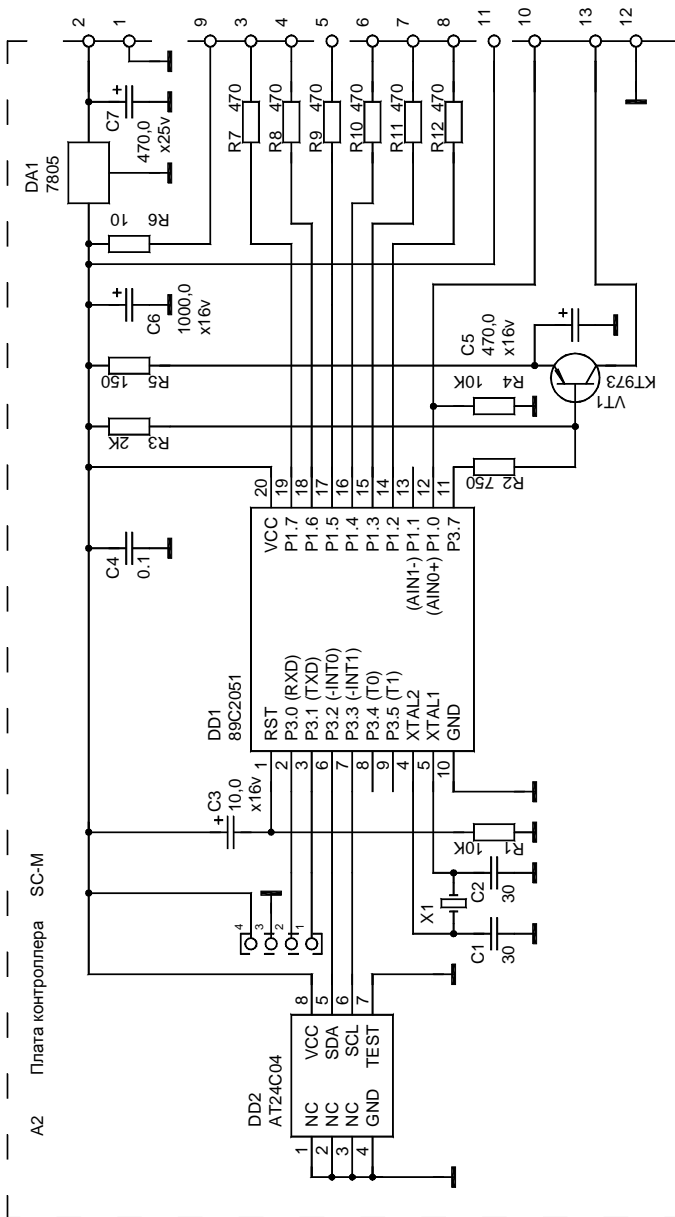 A2 Плата контроллера SC-M
2
1
9
3
4
5
6
7
8
11
10
13
12
C7
470,0
x25v
DA1
7805
R6
10
C6
1000,0
x16v
R5
150
R3
2K
C4
0.1
R7 470
R8 470
R9 470
R10 470
R11 470
R12 470
C5
470,0
x16v
R4
10K
VT1
KT973
R2
750
DD1
89C2051
20 VCC
19 P1.7
18 P1.6
17 P1.5
16 P1.4
15 P1.3
14 P1.2
13 (AIN1-) P1.1
12 (AIN0+) P1.0
11 P3.7
1 RST
2 P3.0 (RXD)
3 P3.1 (TXD)
6 P3.2 (-INT0)
7 P3.3 (-INT1)
8 P3.4 (T0)
9 P3.5 (T1)
4 XTAL2
5 XTAL1
10 GND
C3
10,0
x16v
R1
10K
X1
C2
30
C1
30
4
3
2
1
DD2
AT24C04
8 VCC
5 SDA
6 SCL
7 TEST
1 NC
2 NC
3 NC
4 GND